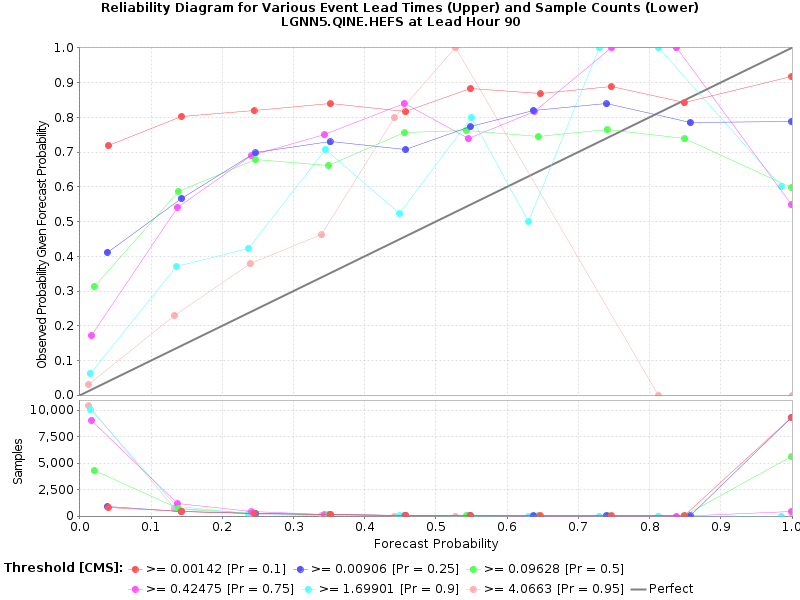 Reliability Diagram for Various Event Lead Times (Upper) and Sample Counts (Lower)
LGNN5.QINE.HEFS at Lead Hour 90
Observed Probability Given Forecast Probability
1.0
0.9
0.8
0.7
0.6
0.5
0.4
0.3
0.2
0.1
0.0
Samples
10,000
7,500
5,000
2,500
0
0.0 0.1 0.2 0.3 0.4 0.5 0.6 0.7 0.8 0.9 1.0
Forecast Probability
Threshold [CMS]: >= 0.00142 [Pr = 0.1] >= 0.00906 [Pr = 0.25] >= 0.09628 [Pr = 0.5]
>= 0.42475 [Pr = 0.75] >= 1.69901 [Pr = 0.9] >= 4.0663 [Pr = 0.95] Perfect